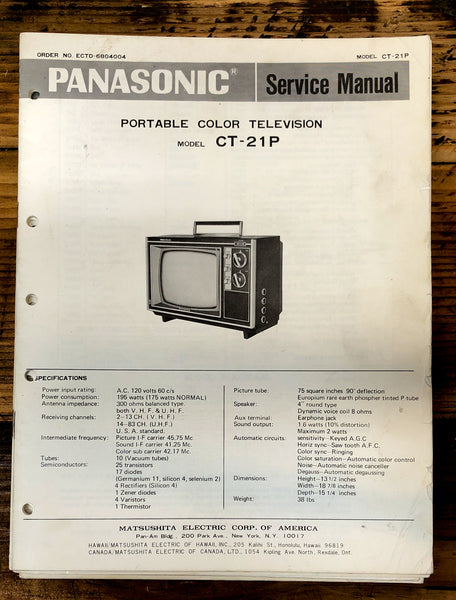 ORDER NO. ECTD-6804004
MODEL CT-21P
PANASONIC® Service Manual
PORTABLE COLOR TELEVISION
MODEL CT-21P
SPECIFICATIONS
Power input rating: A.C. 120 volts 60 c/s
Power consumption: 195 watts (175 watts NORMAL)
Antenna impedance: 300 ohms balanced type.
both V. H. F. & U. H. F.
Receiving channels: 2–13 CH. (V. H. F.)
14–83 CH. (U.H.F.)
U. S. A. standard.
Intermediate frequency: Picture I-F carrier 45.75 Mc.
Sound I-F carrier 41.25 Mc.
Color sub carrier 42.17 Mc.
Tubes: 10 (Vacuum tubes)
Semiconductors: 25 transistors
17 diodes
(Germanium 11, silicon 4, selenium 2)
4 Rectifiers (Silicon 4)
1 Zener diodes
4 Varistors
1 Thermistor
Picture tube: 75 square inches 90° deflection
Europium rare earth phosphor tinted P tube
Speaker: 4" round type
Dynamic voice coil 8 ohms
Aux terminal: Earphone jack
Sound output: 1.6 watts (10% distortion)
Maximum 2 watts
Automatic circuits: sensitivity–Keyed A.G.C
Horiz sync–Saw tooth A.F.C.
Color sync–Ringing
Color saturation–Automatic color control
Noise–Automatic noise canceller
Degauss–Automatic degaussing
Dimensions: Height–13 1/2 inches
Width–18 7/8 inches
Depth–15 1/4 inches
Weight: 38 lbs
MATSUSHITA ELECTRIC CORP. OF AMERICA
Pan-Am Bldg., 200 Park Ave., New York, N.Y. 10017
HAWAII/MATSUSHITA ELECTRIC OF HAWAII, INC., 205 Kalihi St., Honolulu, Hawaii 96819
CANADA/MATSUSHITA ELECTRIC OF CANADA, LTD., 1054 Kipling Ave. North, Rexdale, Ont.